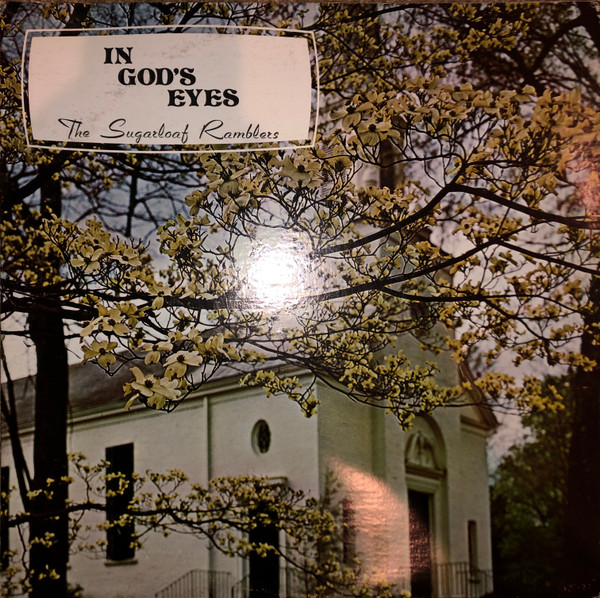 IN
GOD'S
EYES
The Sugarloaf Ramblers